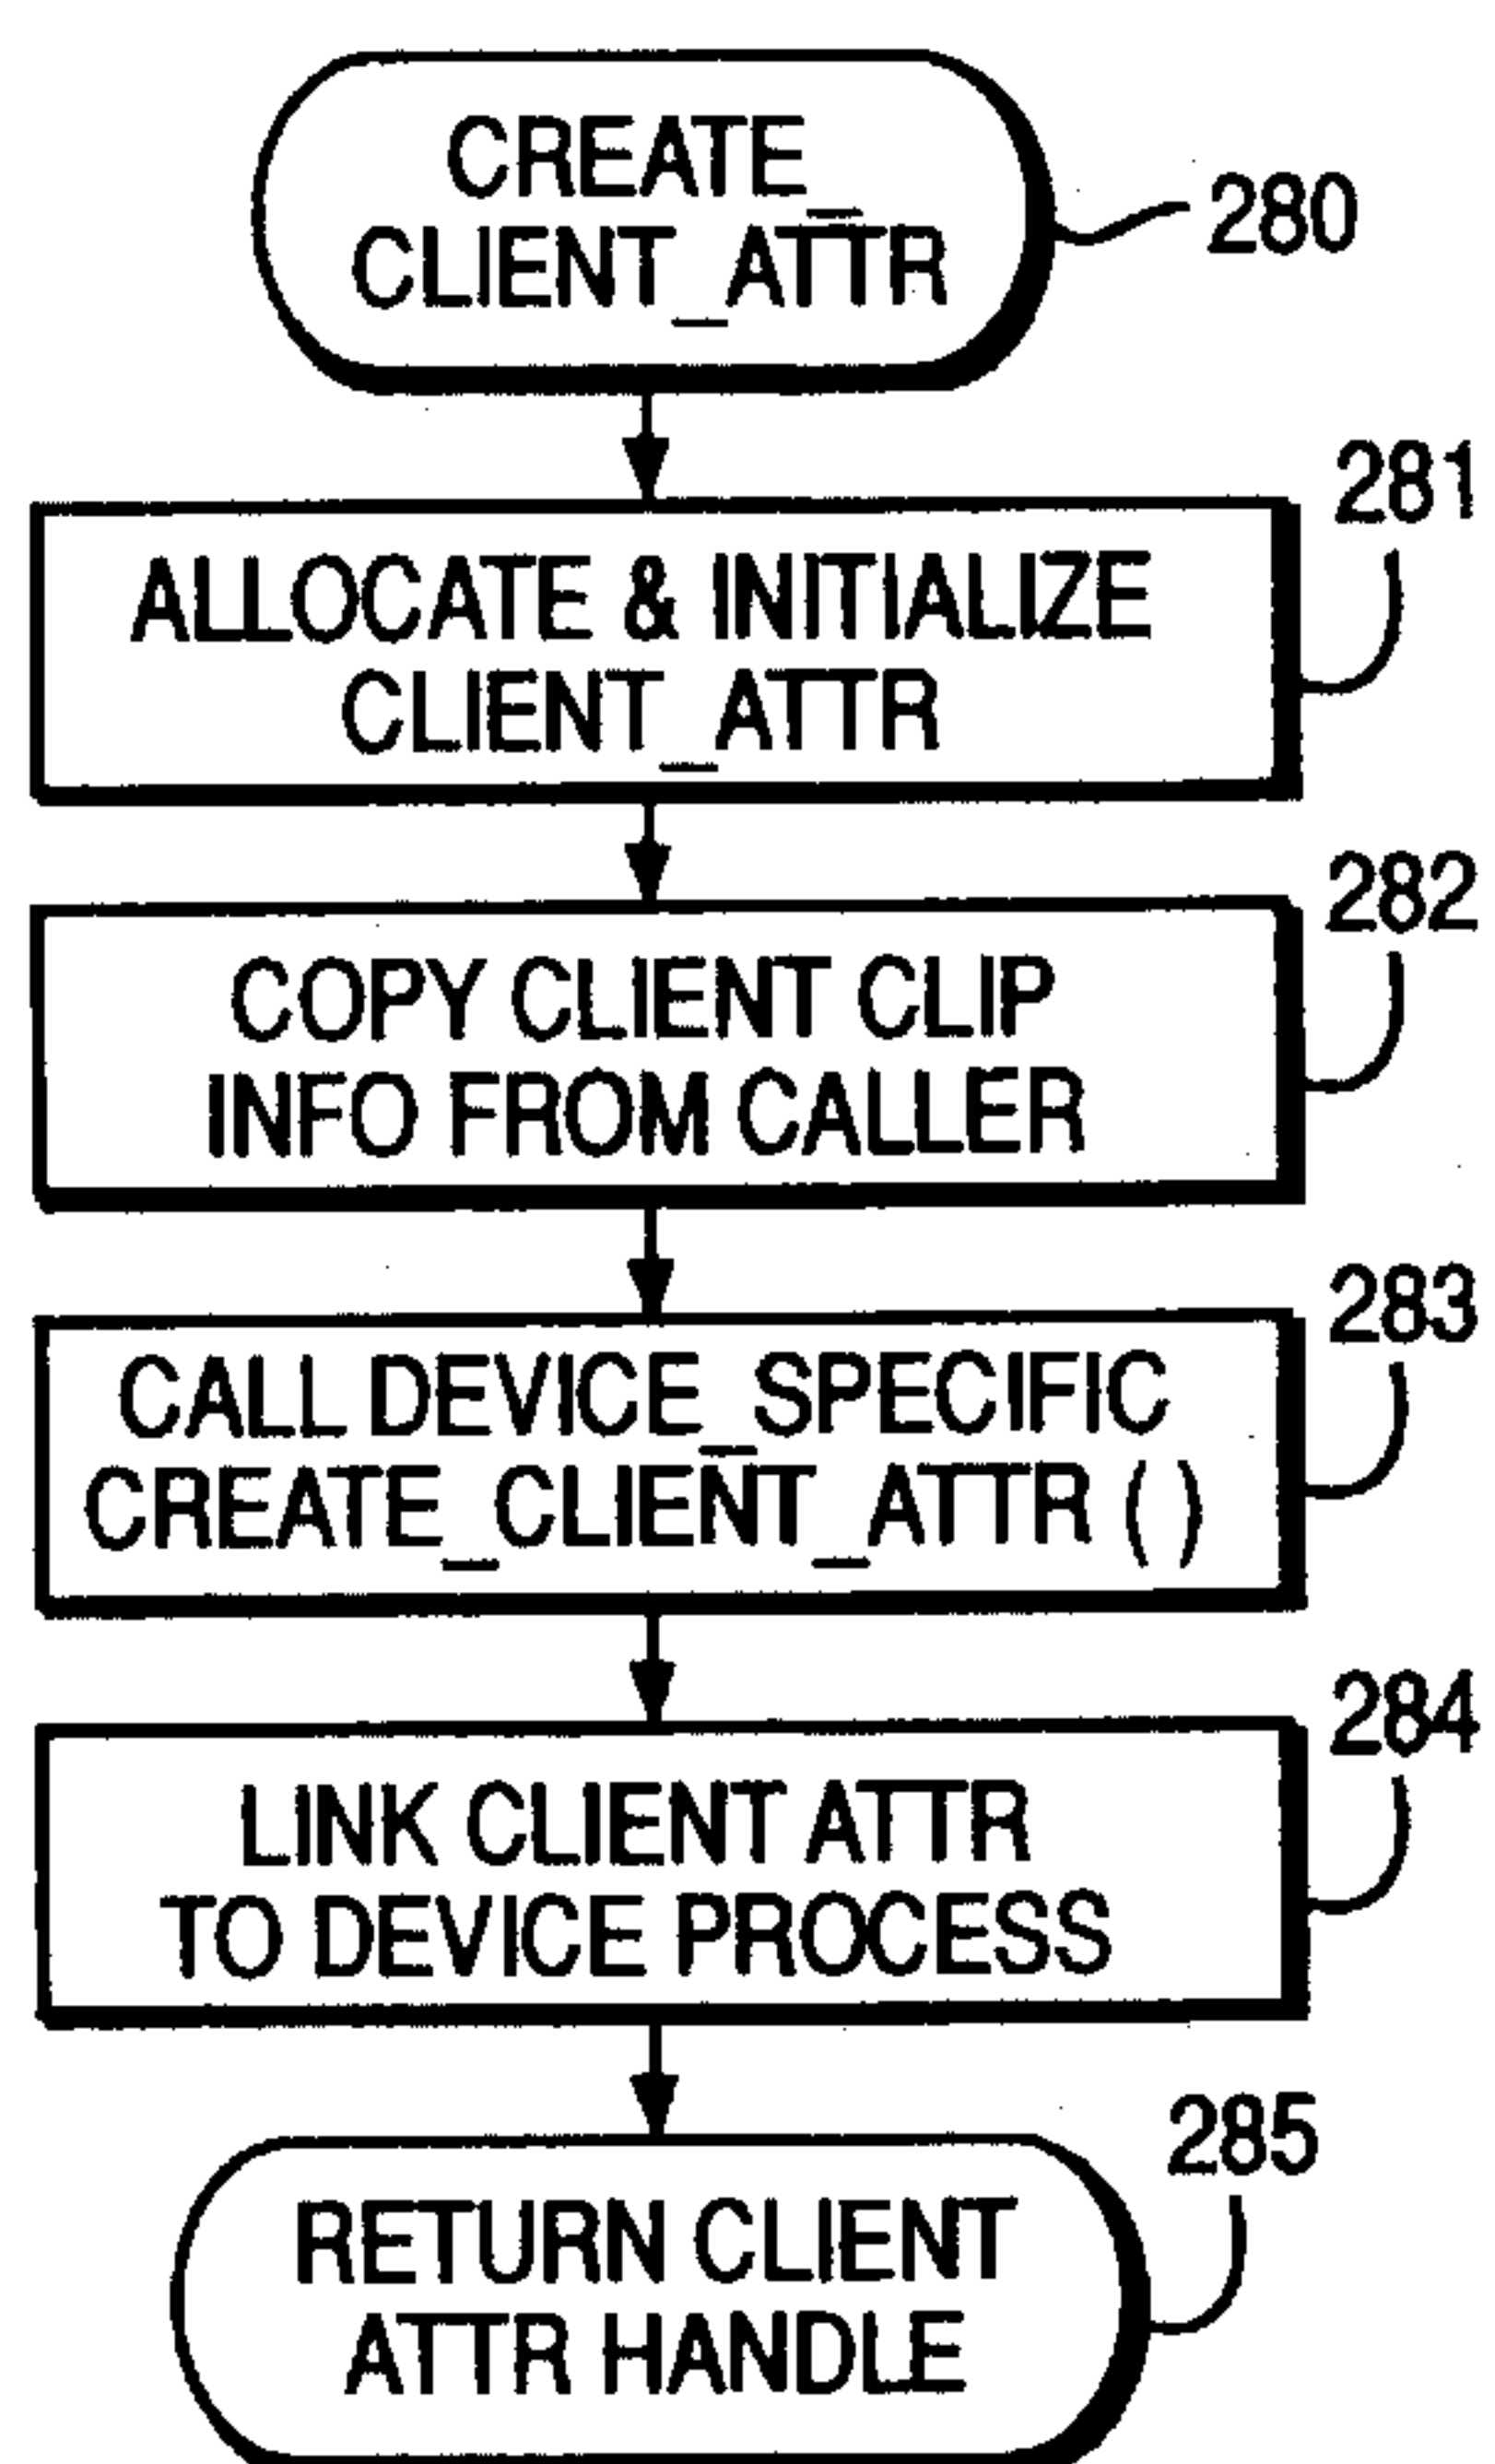 CREATE_
CLIENT_ATTR
280
281
ALLOCATE & INITIALIZE
CLIENT_ATTR
282
COPY CLIENT CLIP
INFO FROM CALLER
283
CALL DEVICE_SPECIFIC
CREATE_CLIENT_ATTR ( )
284
LINK CLIENT ATTR
TO DEVICE PROCESS
285
RETURN CLIENT
ATTR HANDLE